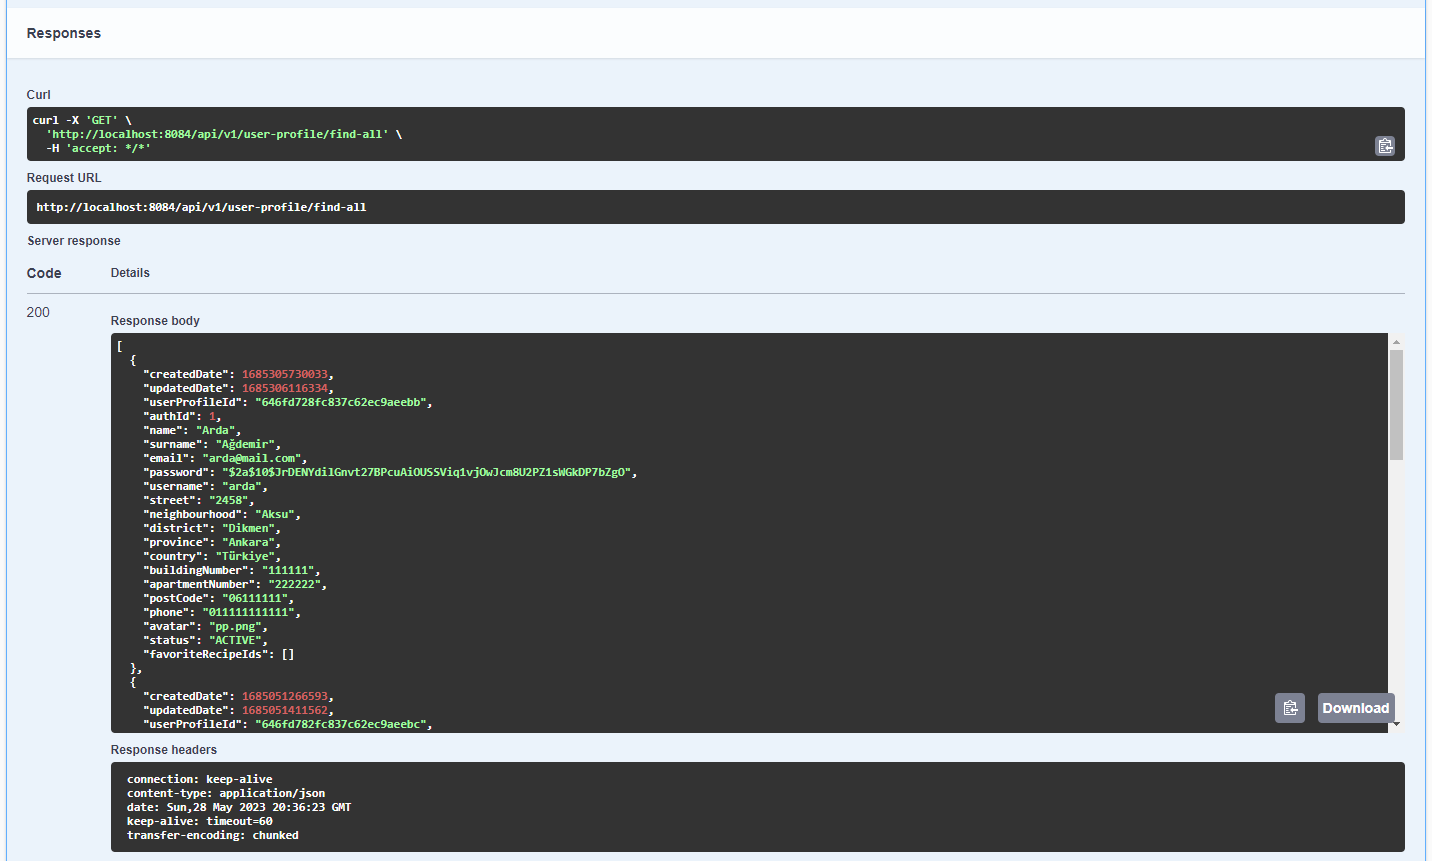 Responses
Curl
curl -X 'GET' \
'http://localhost:8084/api/v1/user-profile/find-all' \
-H 'accept: */*'
Request URL
http://localhost:8084/api/v1/user-profile/find-all
Server response
Code Details
200
Response body
[
{
"createdDate": 1685305730033,
"updatedDate": 1685306116334,
"userProfileId": "646fd728fc837c62ec9aeebb",
"authId": 1,
"name": "Arda",
"surname": "Ağdemir",
"email": "arda@mail.com",
"password": "$2a$10$JrDENYdilGnvt27BPcuAiOUSSViq1vjOwJcm8U2PZ1sWGkDP7bZgO",
"username": "arda",
"street": "2458",
"neighbourhood": "Aksu",
"district": "Dikmen",
"province": "Ankara",
"country": "Türkiye",
"buildingNumber": "111111",
"apartmentNumber": "222222",
"postCode": "06111111",
"phone": "011111111111",
"avatar": "pp.png",
"status": "ACTIVE",
"favoriteRecipeIds": []
},
{
"createdDate": 1685051266593,
"updatedDate": 1685051411562,
"userProfileId": "646fd782fc837c62ec9aeebc",
Download
Response headers
connection: keep-alive
content-type: application/json
date: Sun,28 May 2023 20:36:23 GMT
keep-alive: timeout=60
transfer-encoding: chunked